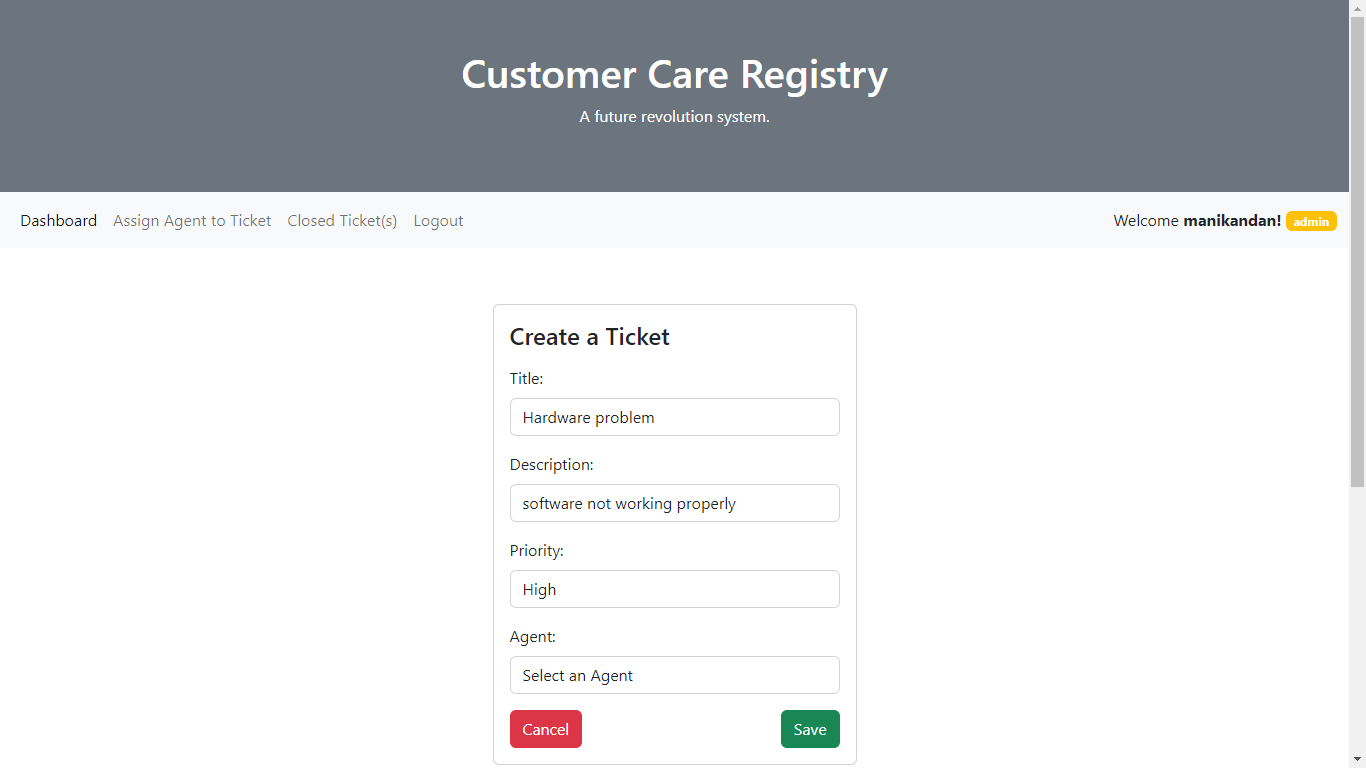 Customer Care Registry
A future revolution system.
Dashboard Assign Agent to Ticket Closed Ticket(s) Logout Welcome manikandan! admin
Create a Ticket
Title:
Hardware problem
Description:
software not working properly
Priority:
High
Agent:
Select an Agent
Cancel Save